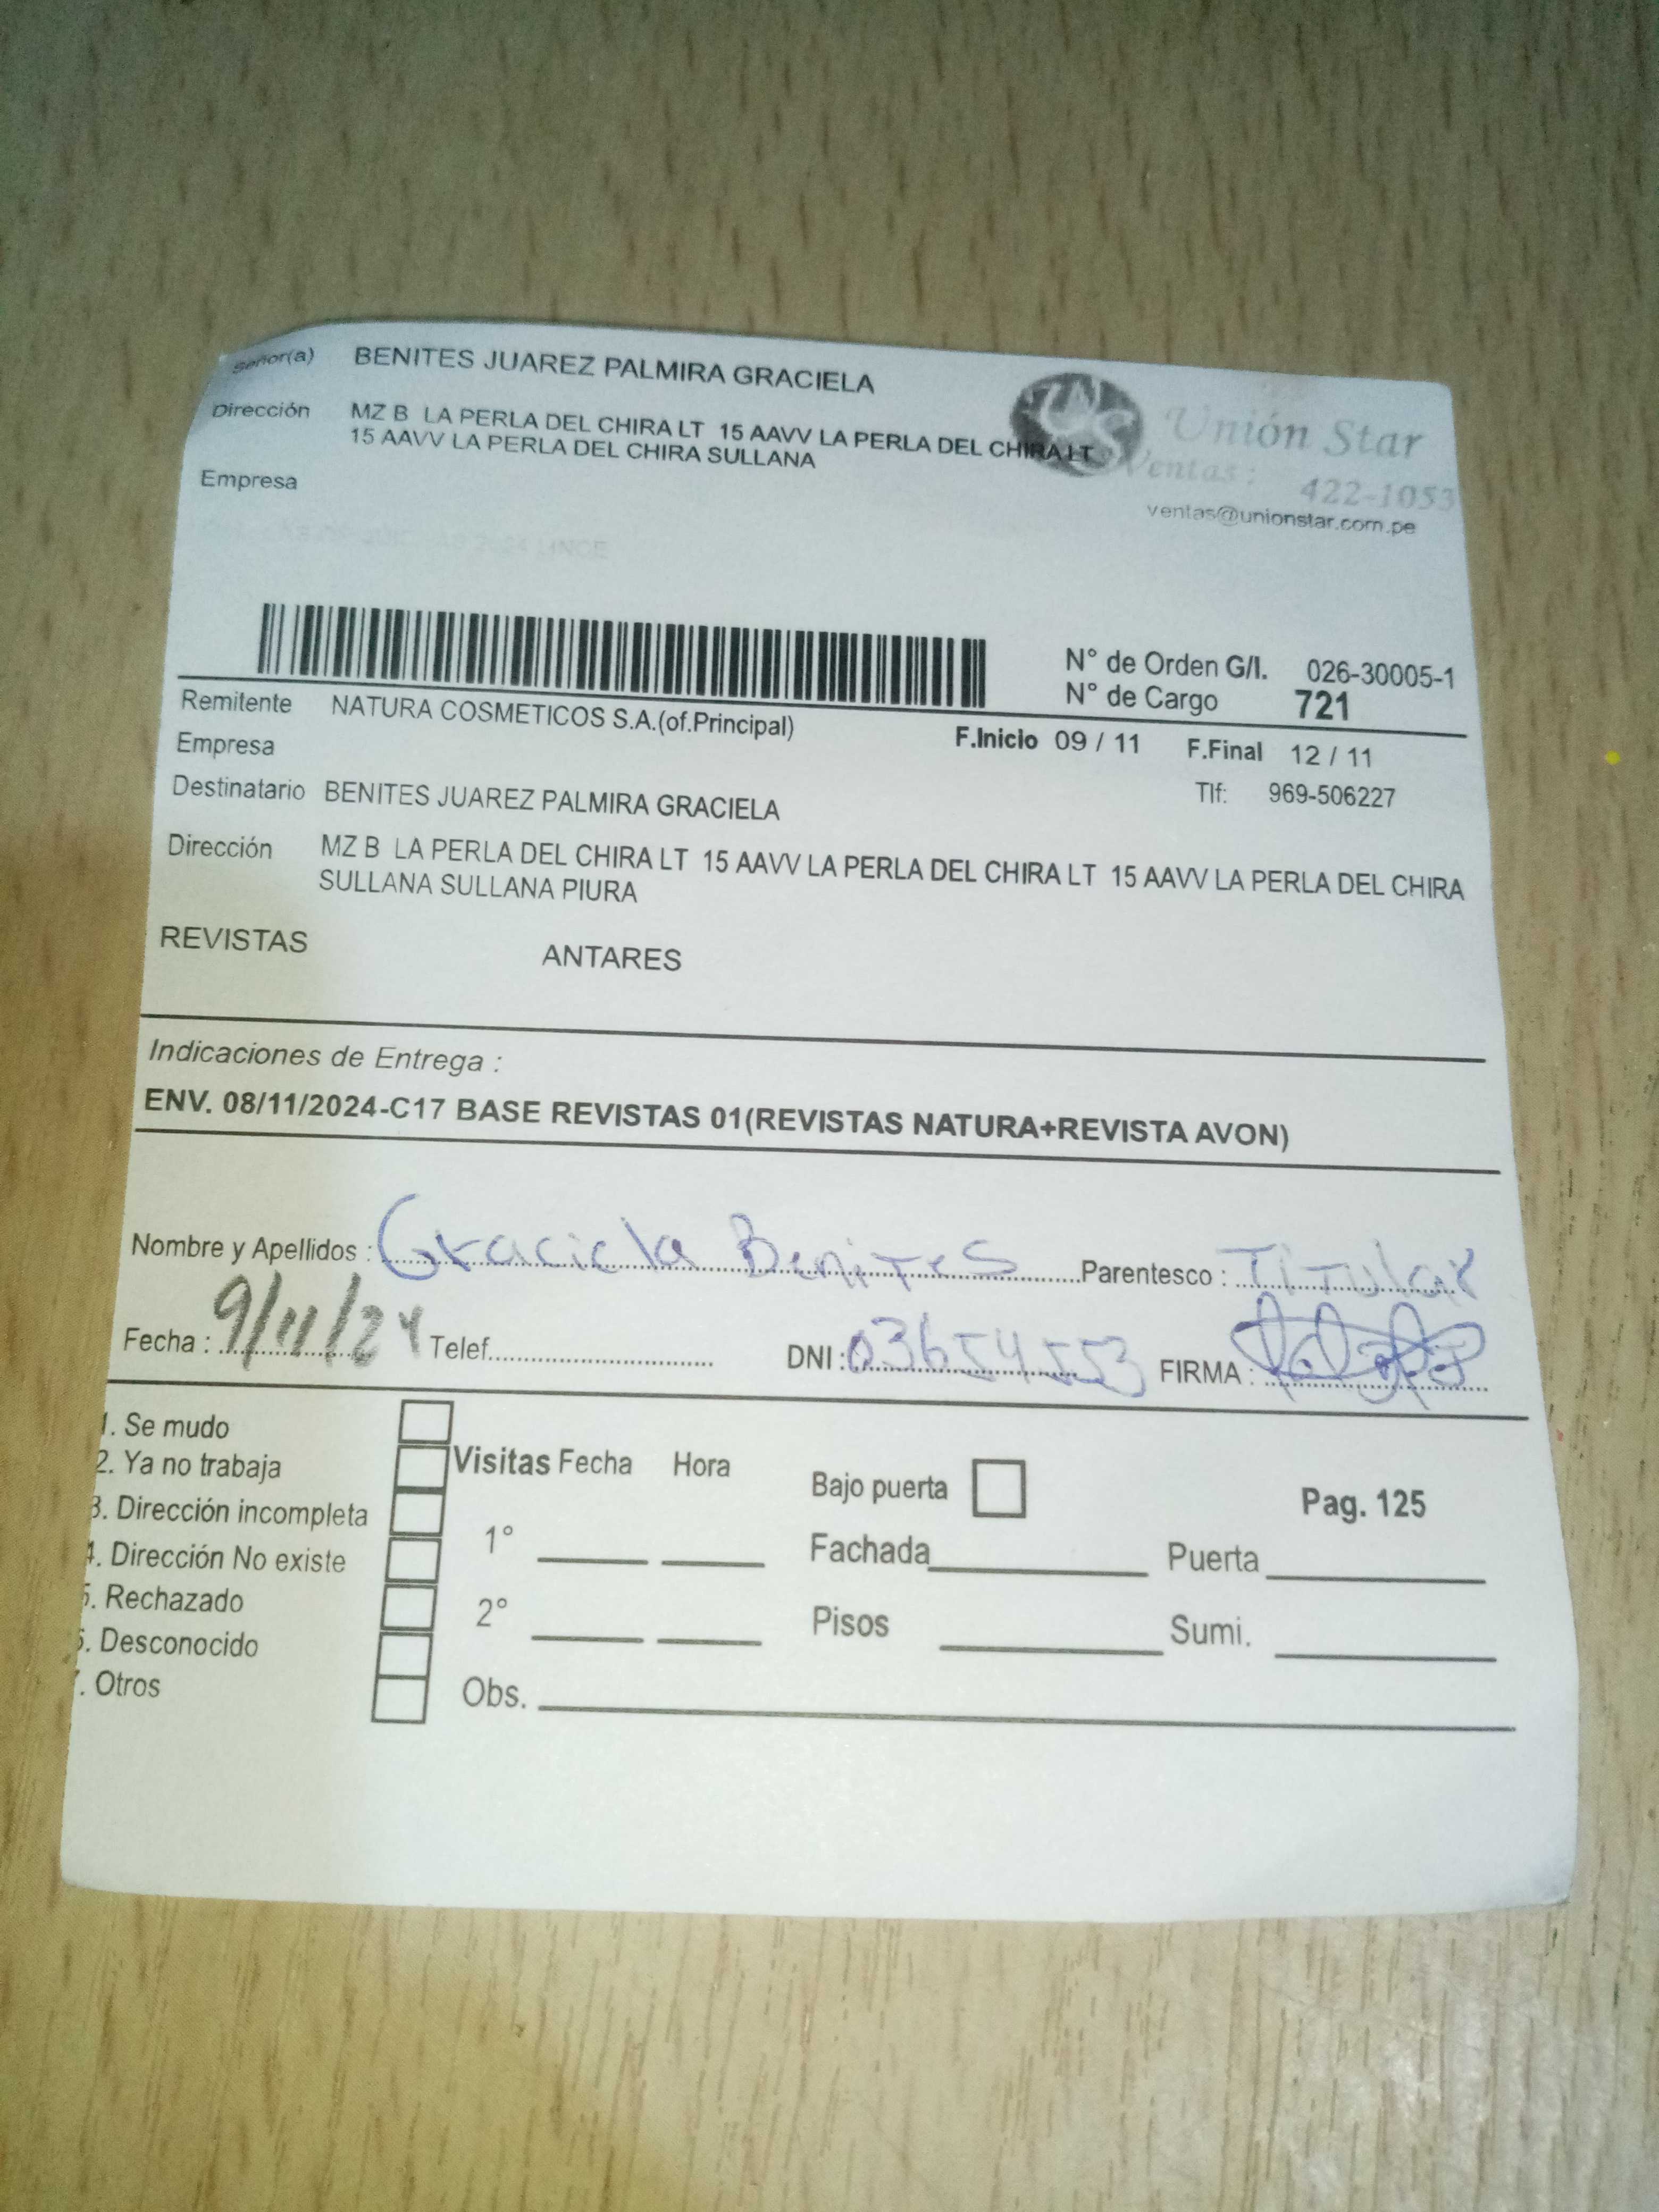 Señor(a) BENITES JUAREZ PALMIRA GRACIELA
Dirección MZ B LA PERLA DEL CHIRA LT 15 AAVV LA PERLA DEL CHIRA LT
15 AAVV LA PERLA DEL CHIRA SULLANA
Empresa
Unión Star
Ventas: 422-1053
ventas@unionstar.com.pe
N° de Orden G/I. 026-30005-1
N° de Cargo 721
Remitente NATURA COSMETICOS S.A.(of.Principal)
Empresa F.Inicio 09 / 11 F.Final 12 / 11
Destinatario BENITES JUAREZ PALMIRA GRACIELA Tlf: 969-506227
Dirección MZ B LA PERLA DEL CHIRA LT 15 AAVV LA PERLA DEL CHIRA LT 15 AAVV LA PERLA DEL CHIRA
SULLANA SULLANA PIURA
REVISTAS ANTARES
Indicaciones de Entrega :
ENV. 08/11/2024-C17 BASE REVISTAS 01(REVISTAS NATURA+REVISTA AVON)
Nombre y Apellidos : Graciela Benites Parentesco : Titular
Fecha : 9/11/24 Telef. DNI : 03654553 FIRMA :
1. Se mudo
2. Ya no trabaja Visitas Fecha Hora Bajo puerta Pag. 125
3. Dirección incompleta
4. Dirección No existe 1° Fachada Puerta
5. Rechazado 2° Pisos Sumi.
6. Desconocido
7. Otros Obs.